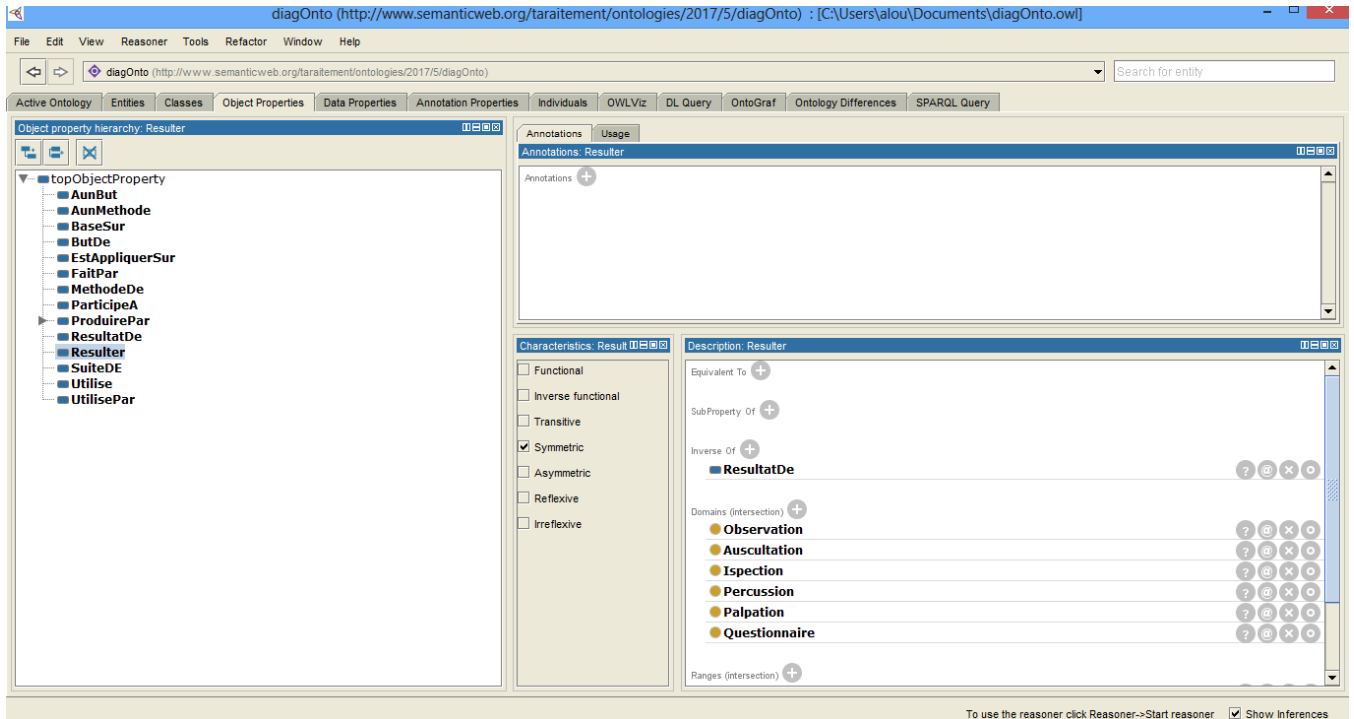 diagOnto (http://www.semanticweb.org/taraitement/ontologies/2017/5/diagOnto) : [C:\Users\alou\Documents\diagOnto.owl]
File Edit View Reasoner Tools Refactor Window Help
diagOnto (http://www.semanticweb.org/taraitement/ontologies/2017/5/diagOnto)
Search for entity
Active Ontology Entities Classes Object Properties Data Properties Annotation Properties Individuals OWLViz DL Query OntoGraf Ontology Differences SPARQL Query
Object property hierarchy: Resulter
topObjectProperty
AunBut
AunMethode
BaseSur
ButDe
EstAppliquerSur
FaitPar
MethodeDe
ParticipeA
ProduirePar
ResultatDe
Resulter
SuiteDE
Utilise
UtilisePar
Annotations Usage
Annotations: Resulter
Annotations
Characteristics: Result
Functional
Inverse functional
Transitive
Symmetric
Asymmetric
Reflexive
Irreflexive
Description: Resulter
Equivalent To
SubProperty Of
Inverse Of
ResultatDe
Domains (intersection)
Observation
Auscultation
Ispection
Percussion
Palpation
Questionnaire
Ranges (intersection)
To use the reasoner click Reasoner->Start reasoner Show Inferences